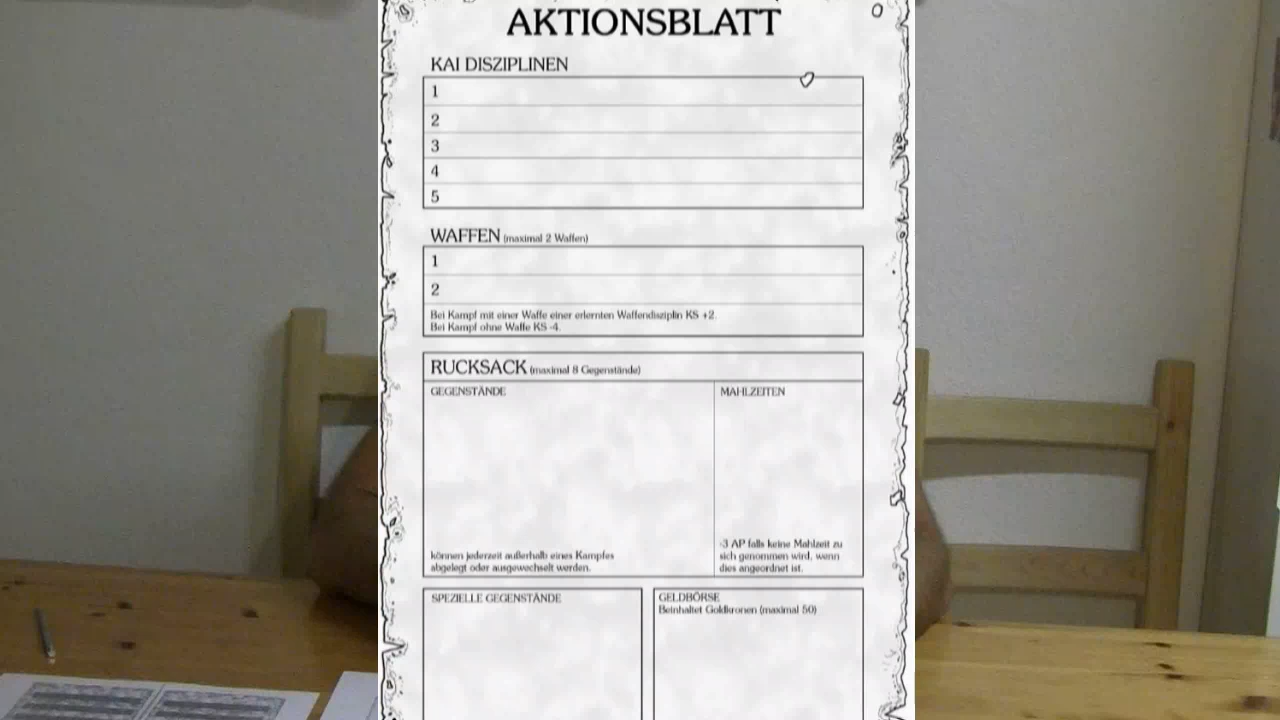 AKTIONSBLATT
KAI DISZIPLINEN
1
2
3
4
5
WAFFEN (maximal 2 Waffen)
1
2
Bei Kampf mit einer Waffe einer erlernten Waffendisziplin KS +2.
Bei Kampf ohne Waffe KS -4.
RUCKSACK (maximal 8 Gegenstände)
GEGENSTÄNDE
können jederzeit außerhalb eines Kampfes
abgelegt oder ausgewechselt werden.
MAHLZEITEN
-3 AP falls keine Mahlzeit zu
sich genommen wird, wenn
dies angeordnet ist.
SPEZIELLE GEGENSTÄNDE
GELDBÖRSE
Beinhaltet Goldkronen (maximal 50)